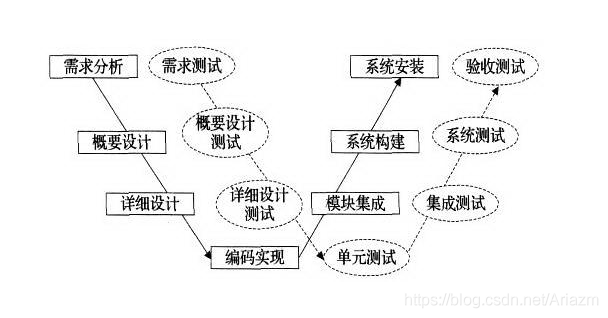 需求分析
需求测试
系统安装
验收测试
概要设计
概要设计
测试
系统构建
系统测试
详细设计
详细设计
测试
模块集成
集成测试
编码实现
单元测试
https://blog.csdn.net/Ariazm